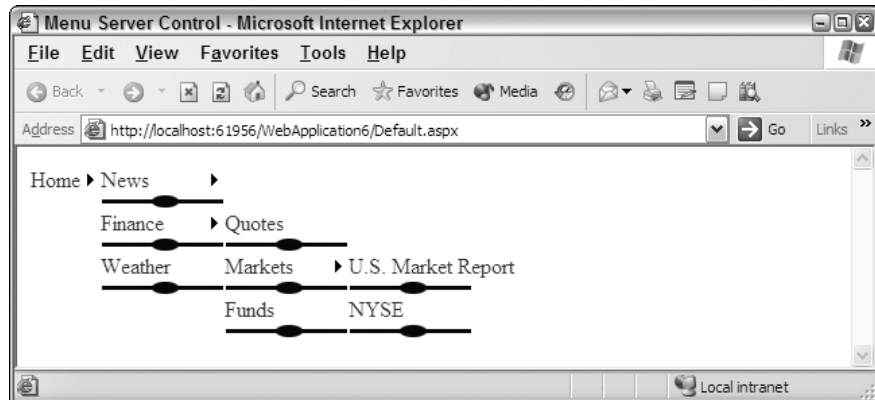 Menu Server Control - Microsoft Internet Explorer
File Edit View Favorites Tools Help
Back Search Favorites Media
Address http://localhost:61956/WebApplication6/Default.aspx Go Links »
Home News
Finance Quotes
Weather Markets U.S. Market Report
Funds NYSE
Local intranet